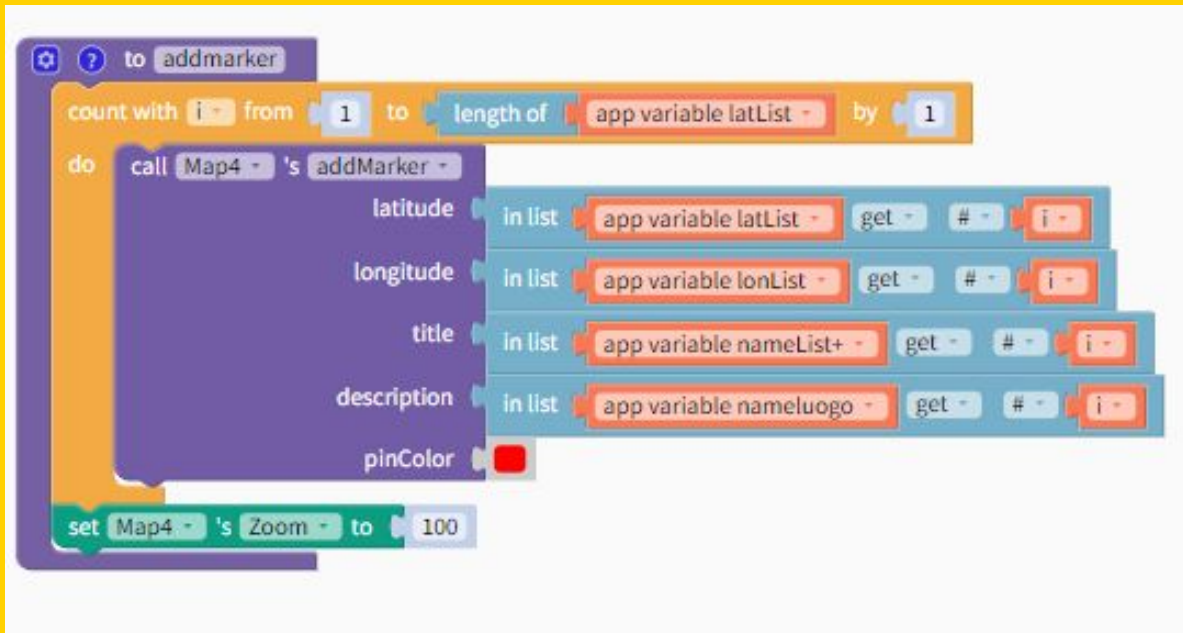 ? to addmarker
count with i from 1 to length of app variable latList by 1
do call Map4 's addMarker
latitude in list app variable latList get # i
longitude in list app variable lonList get # i
title in list app variable nameList+ get # i
description in list app variable nameluogo get # i
pinColor
set Map4 's Zoom to 100